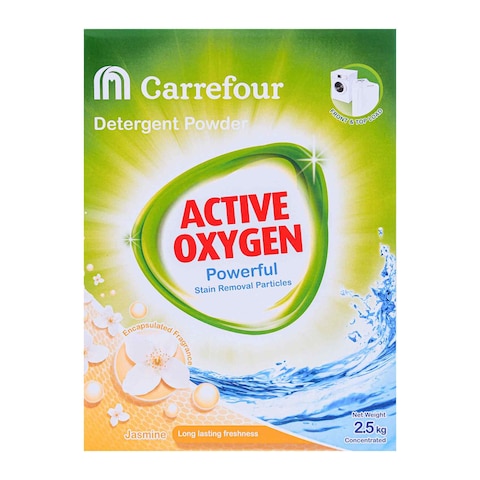 Carrefour
Detergent Powder
FRONT & TOP LOAD
ACTIVE
OXYGEN
Powerful
Stain Removal Particles
Encapsulated Fragrance
Jasmine
Long lasting freshness
Net Weight
2.5 kg
Concentrated